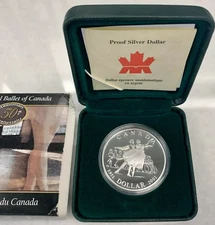 Proof Silver Dollar
Dollar épreuve numismatique
en argent
CANADA
DOLLAR
Ballet of Canada
50
du Canada